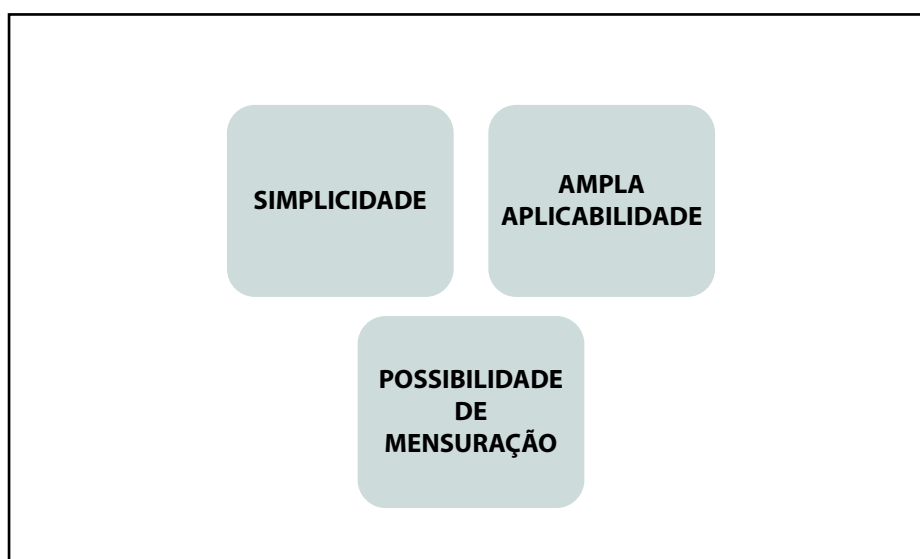 SIMPLICIDADE
AMPLA
APLICABILIDADE
POSSIBILIDADE
DE
MENSURAÇÃO